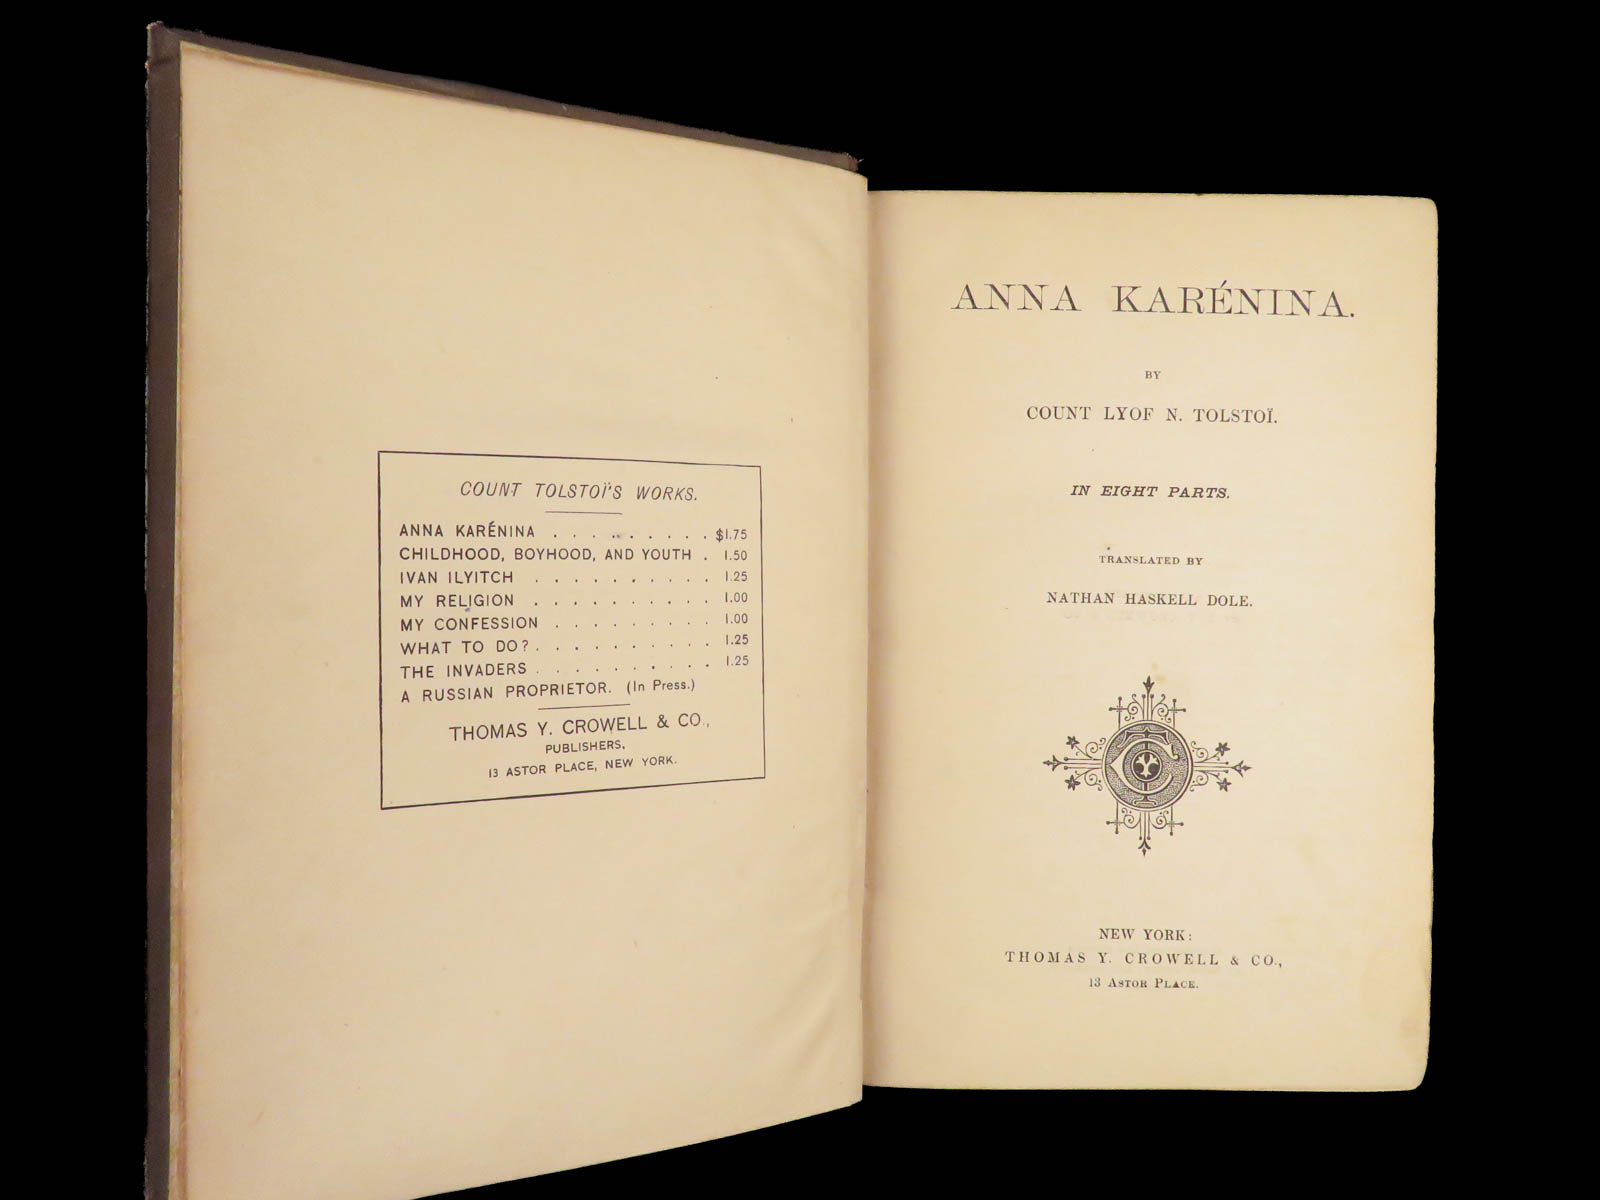 COUNT TOLSTOÏ'S WORKS.
ANNA KARÉNINA . . . . . . . . . $1.75
CHILDHOOD, BOYHOOD, AND YOUTH . 1.50
IVAN ILYITCH . . . . . . . . . . 1.25
MY RELIGION . . . . . . . . . . 1.00
MY CONFESSION . . . . . . . . . 1.00
WHAT TO DO? . . . . . . . . . . 1.25
THE INVADERS . . . . . . . . . . 1.25
A RUSSIAN PROPRIETOR. (In Press.)
THOMAS Y. CROWELL & CO.,
PUBLISHERS,
13 ASTOR PLACE, NEW YORK.
ANNA KARÉNINA.
BY
COUNT LYOF N. TOLSTOÏ.
IN EIGHT PARTS.
TRANSLATED BY
NATHAN HASKELL DOLE.
NEW YORK:
THOMAS Y. CROWELL & CO.,
13 ASTOR PLACE.